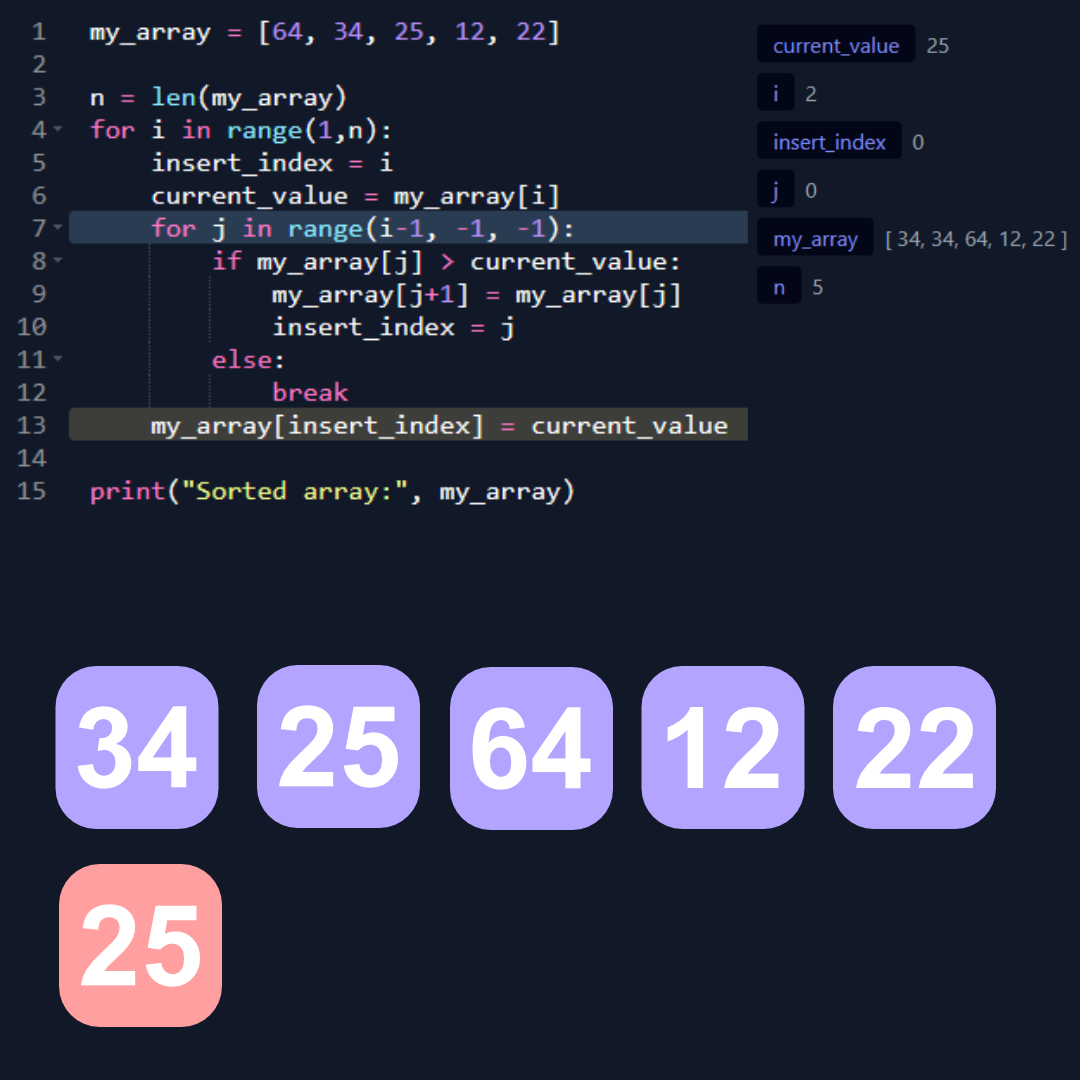 1 my_array = [64, 34, 25, 12, 22]
2
3 n = len(my_array)
4 for i in range(1,n):
5     insert_index = i
6     current_value = my_array[i]
7     for j in range(i-1, -1, -1):
8         if my_array[j] > current_value:
9             my_array[j+1] = my_array[j]
10             insert_index = j
11         else:
12             break
13     my_array[insert_index] = current_value
14
15 print("Sorted array:", my_array)
current_value 25
i 2
insert_index 0
j 0
my_array [ 34, 34, 64, 12, 22 ]
n 5
34 25 64 12 22
25